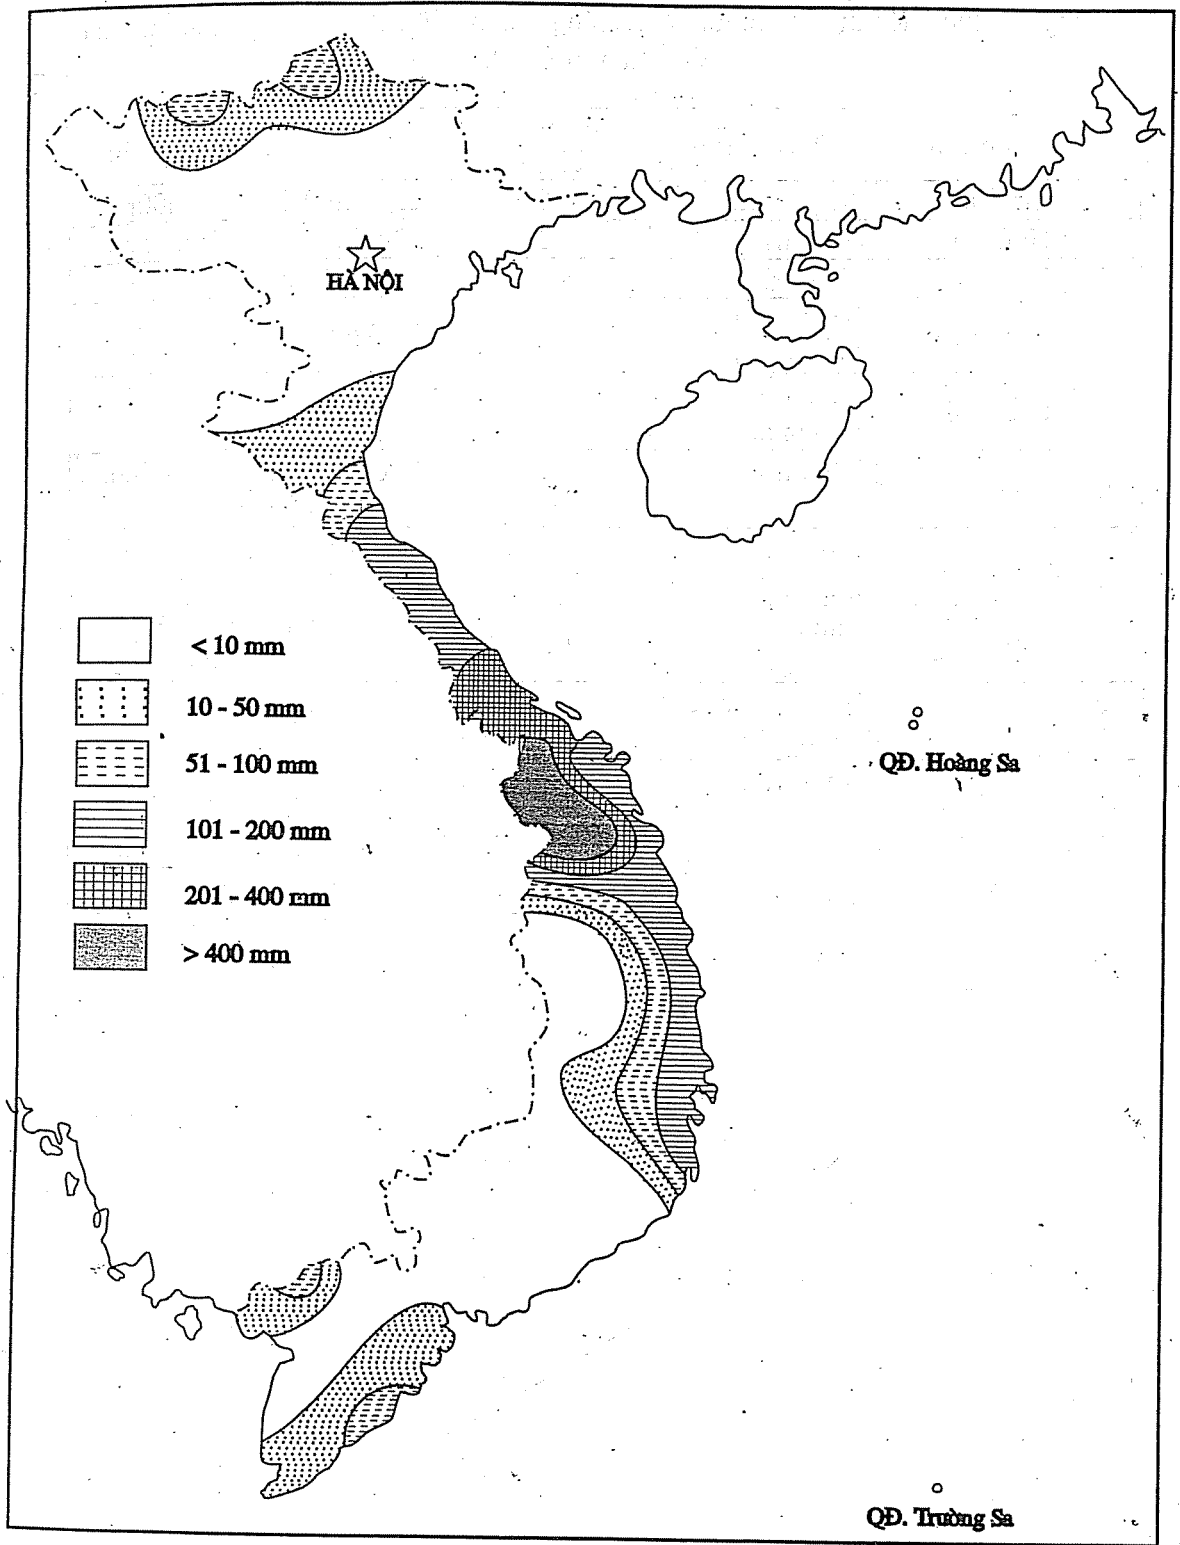 HÀ NỘI
< 10 mm
10 - 50 mm
51 - 100 mm
101 - 200 mm
201 - 400 mm
> 400 mm
QĐ. Hoàng Sa
QĐ. Trường Sa